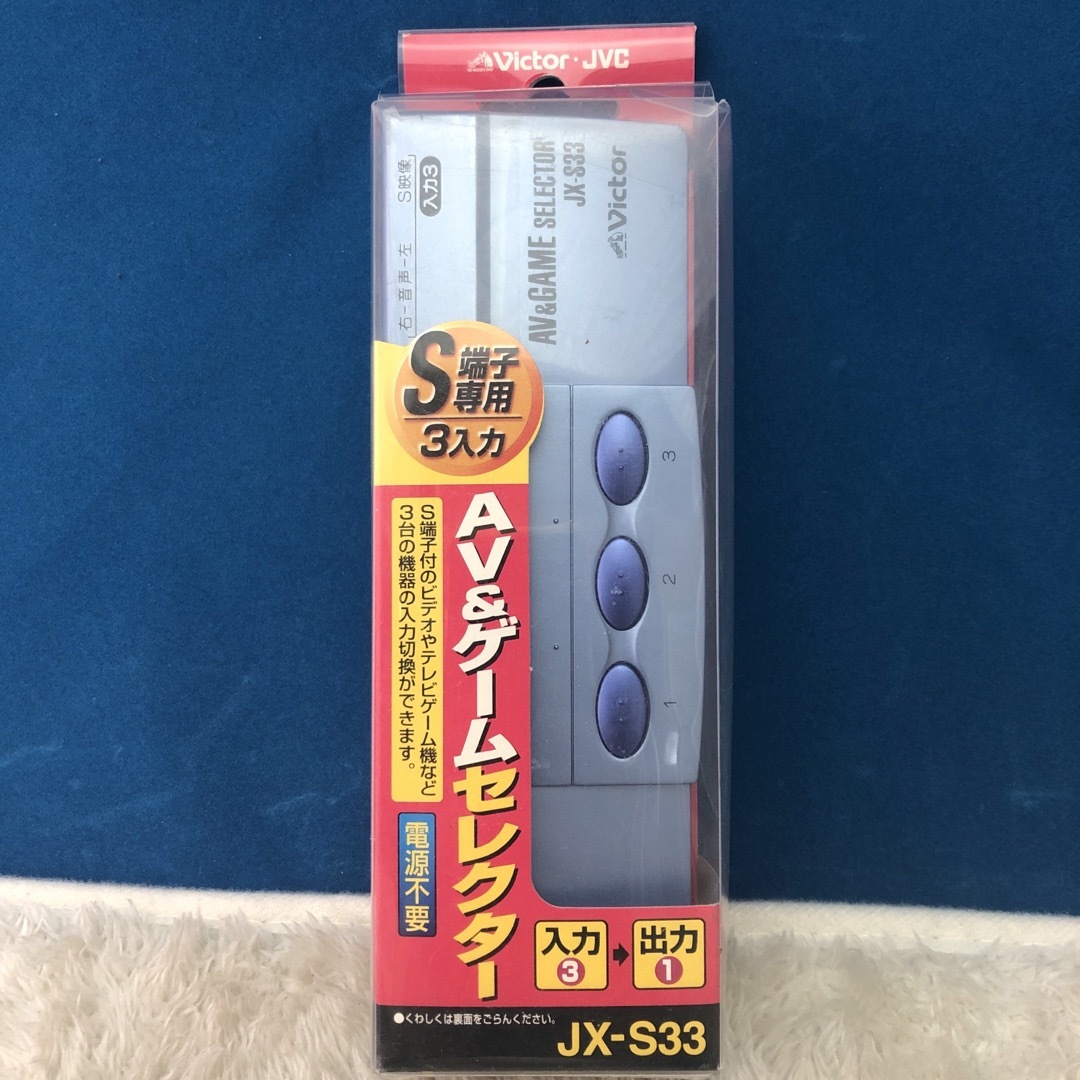 Victor・JVC
S映像
入力3
右-音声-左
AV&GAME SELECTOR
JX-S33
Victor
S端子専用
3入力
3
2
1
AV&ゲームセレクター
S端子付のビデオやテレビゲーム機など
3台の機器の入力切換ができます。
電源不要
入力
3
出力
1
●くわしくは裏面をごらんください。
JX-S33